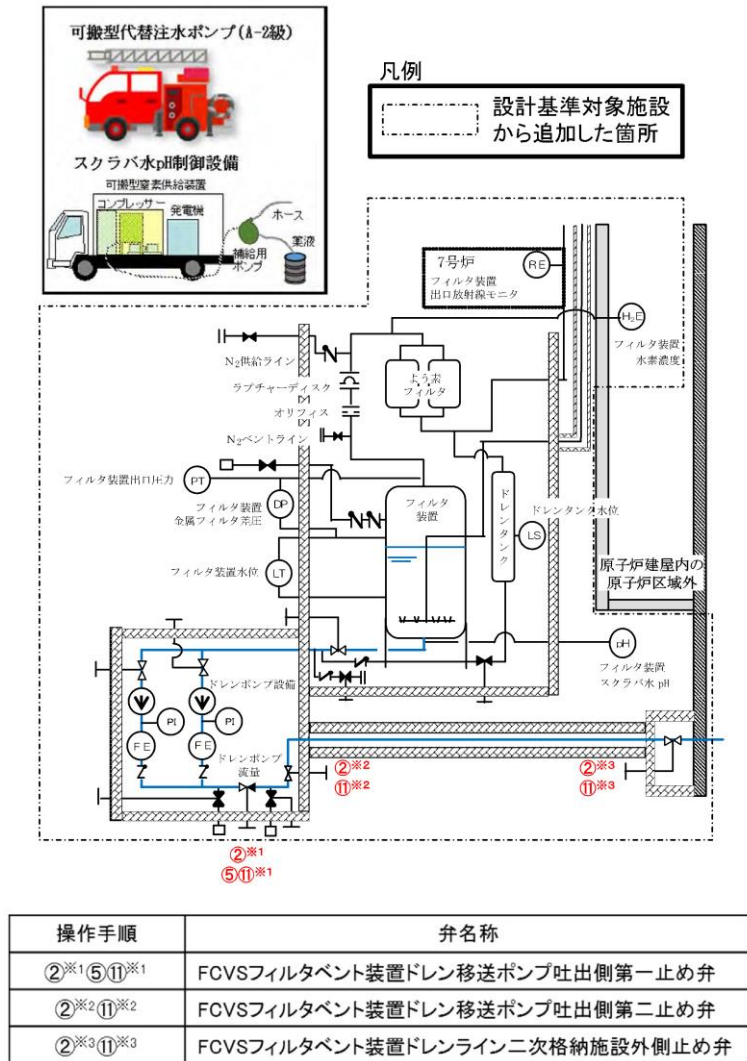 可搬型代替注水ポンプ(A-2級)
スクラバ水pH制御設備
可搬型窒素供給装置
コンプレッサー
発電機
ホース
薬液
補給用
ポンプ
凡例
設計基準対象施設
から追加した箇所
7号炉
フィルタ装置
出口放射線モニタ
RE
H₂E
フィルタ装置
水素濃度
N₂供給ライン
ラプチャーディスク
オリフィス
N₂ベントライン
よう素
フィルタ
フィルタ装置出口圧力
PT
DP
フィルタ装置
金属フィルタ差圧
フィルタ装置水位
LT
フィルタ
装置
ドレンタンク
LS
ドレンタンク水位
原子炉建屋内の
原子炉区域外
pH
フィルタ装置
スクラバ水 pH
ドレンポンプ設備
PI
PI
FE
FE
ドレンポンプ
流量
②※2
⑪※2
②※3
⑪※3
②※1
⑤⑪※1
操作手順 弁名称
②※1⑤⑪※1 FCVSフィルタベント装置ドレン移送ポンプ吐出側第一止め弁
②※2⑪※2 FCVSフィルタベント装置ドレン移送ポンプ吐出側第二止め弁
②※3⑪※3 FCVSフィルタベント装置ドレンライン二次格納施設外側止め弁